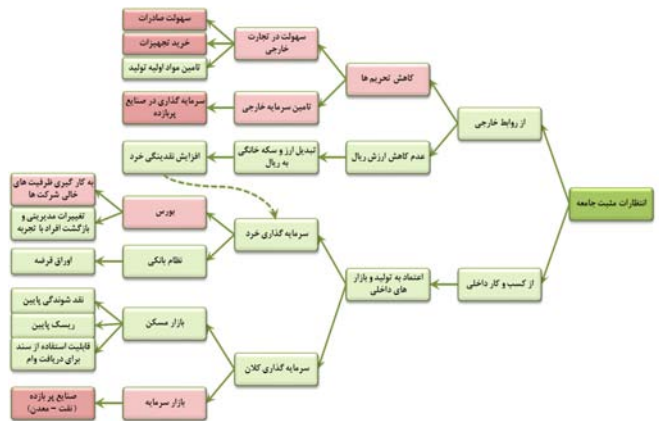 انتظارات مثبت جامعه
از روابط خارجی
کاهش تحریم ها
سهولت در تجارت
خارجی
سهولت صادرات
خرید تجهیزات
تامین مواد اولیه تولید
تامین سرمایه خارجی
سرمایه گذاری در صنایع
پربازده
عدم کاهش ارزش ریال
تبدیل ارز و سکه خانگی
به ریال
افزایش نقدینگی خرد
از کسب و کار داخلی
اعتماد به تولید و بازار
های داخلی
سرمایه گذاری خرد
بورس
به کار گیری ظرفیت های
خالی شرکت ها
تغییرات مدیریتی و
بازگشت افراد با تجربه
نظام بانکی
اوراق قرضه
سرمایه گذاری کلان
بازار مسکن
نقد شوندگی پایین
ریسک پایین
قابلیت استفاده از سند
برای دریافت وام
بازار سرمایه
صنایع پر بازده
(نفت - معدن)